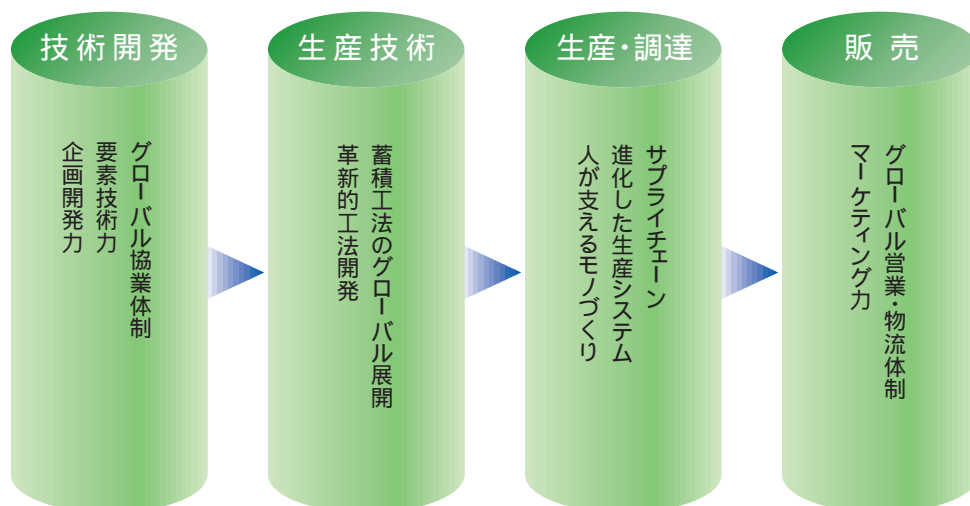 技術開発
グローバル協業体制
要素技術力
企画開発力
生産技術
蓄積工法のグローバル展開
革新的工法開発
生産・調達
サプライチェーン
進化した生産システム
人が支えるモノづくり
販売
グローバル営業・物流体制
マーケティング力